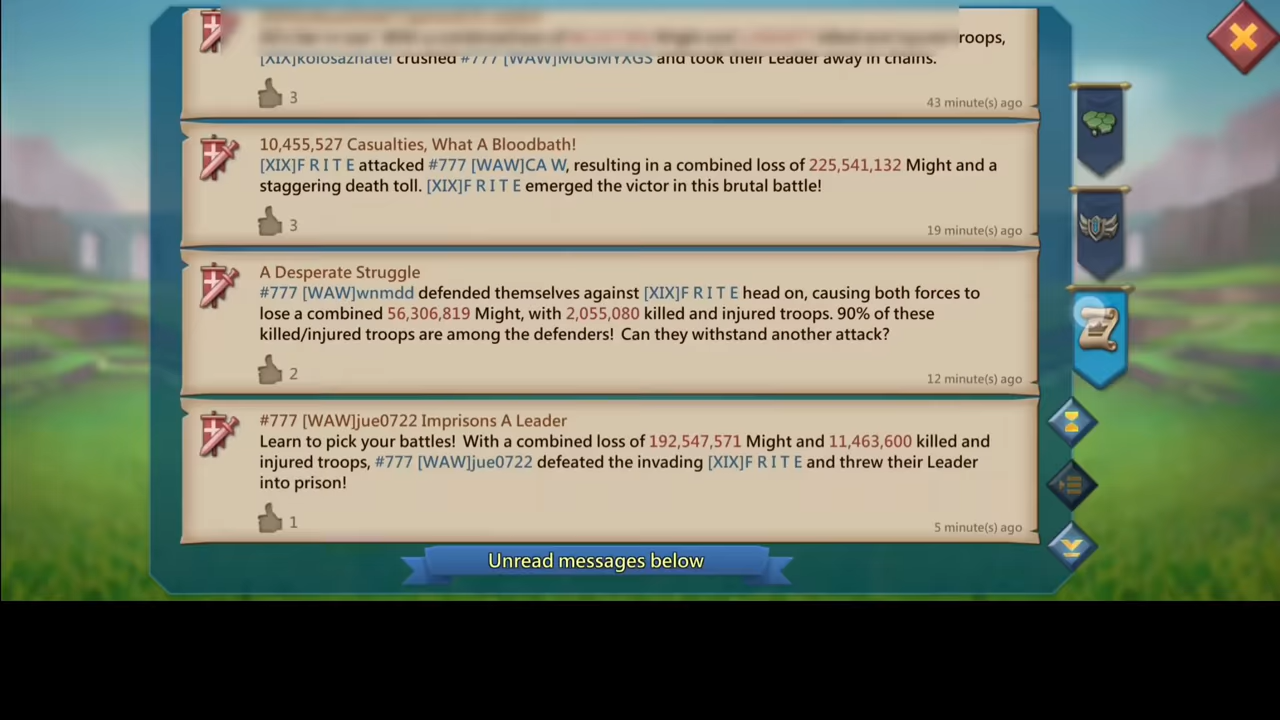 troops,
[XIX]kolosaznatel crushed #777 [WAW]MUGMYXGS and took their Leader away in chains.
3
43 minute(s) ago
10,455,527 Casualties, What A Bloodbath!
[XIX]F R I T E attacked #777 [WAW]CA W, resulting in a combined loss of 225,541,132 Might and a
staggering death toll. [XIX]F R I T E emerged the victor in this brutal battle!
3
19 minute(s) ago
A Desperate Struggle
#777 [WAW]wnmdd defended themselves against [XIX]F R I T E head on, causing both forces to
lose a combined 56,306,819 Might, with 2,055,080 killed and injured troops. 90% of these
killed/injured troops are among the defenders! Can they withstand another attack?
2
12 minute(s) ago
#777 [WAW]jue0722 Imprisons A Leader
Learn to pick your battles! With a combined loss of 192,547,571 Might and 11,463,600 killed and
injured troops, #777 [WAW]jue0722 defeated the invading [XIX]F R I T E and threw their Leader
into prison!
1
5 minute(s) ago
Unread messages below